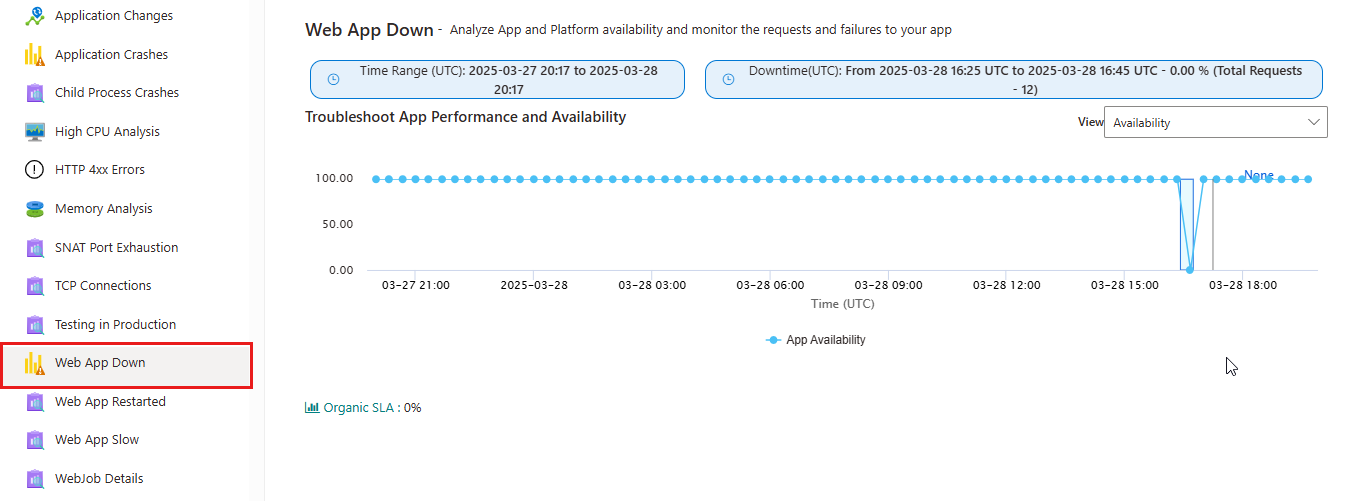 Application Changes
Application Crashes
Child Process Crashes
High CPU Analysis
HTTP 4xx Errors
Memory Analysis
SNAT Port Exhaustion
TCP Connections
Testing in Production
Web App Down
Web App Restarted
Web App Slow
WebJob Details
Web App Down - Analyze App and Platform availability and monitor the requests and failures to your app
Time Range (UTC): 2025-03-27 20:17 to 2025-03-28
20:17
Downtime(UTC): From 2025-03-28 16:25 UTC to 2025-03-28 16:45 UTC - 0.00 % (Total Requests
- 12)
Troubleshoot App Performance and Availability
View Availability
None
100.00
50.00
0.00
03-27 21:00 2025-03-28 03-28 03:00 03-28 06:00 03-28 09:00 03-28 12:00 03-28 15:00 03-28 18:00
Time (UTC)
App Availability
Organic SLA : 0%